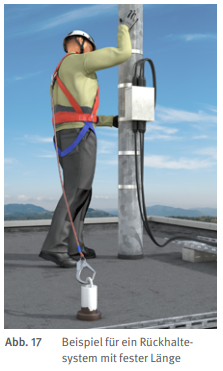 Abb. 17 Beispiel für ein Rückhalte-
system mit fester Länge